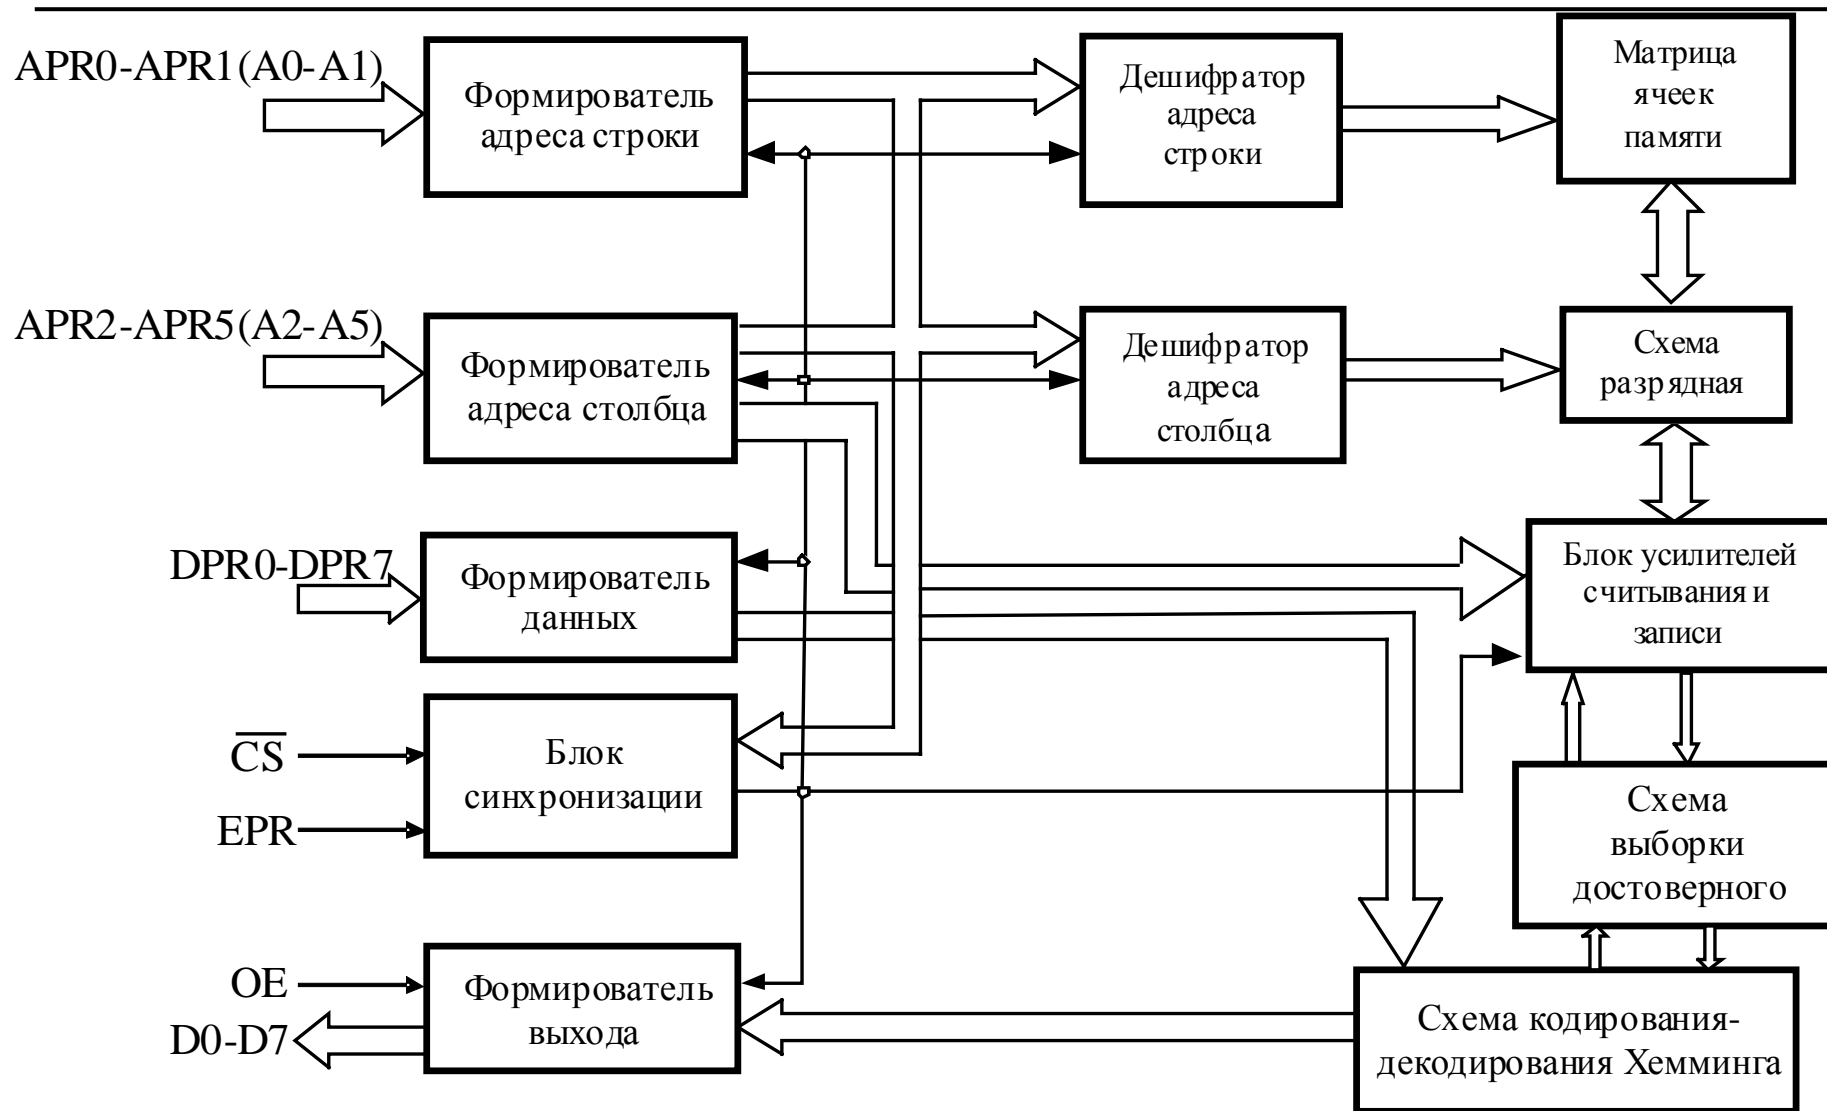 APR0-APR1(A0-A1)
Формирователь
адреса строки
Дешифратор
адреса
строки
Матрица
ячеек
памяти
APR2-APR5(A2-A5)
Формирователь
адреса столбца
Дешифратор
адреса
столбца
Схема
разрядная
DPR0-DPR7
Формирователь
данных
Блок усилителей
считывания и
записи
CS
EPR
Блок
синхронизации
Схема
выборки
достоверного
OE
D0-D7
Формирователь
выхода
Схема кодирования-
декодирования Хемминга